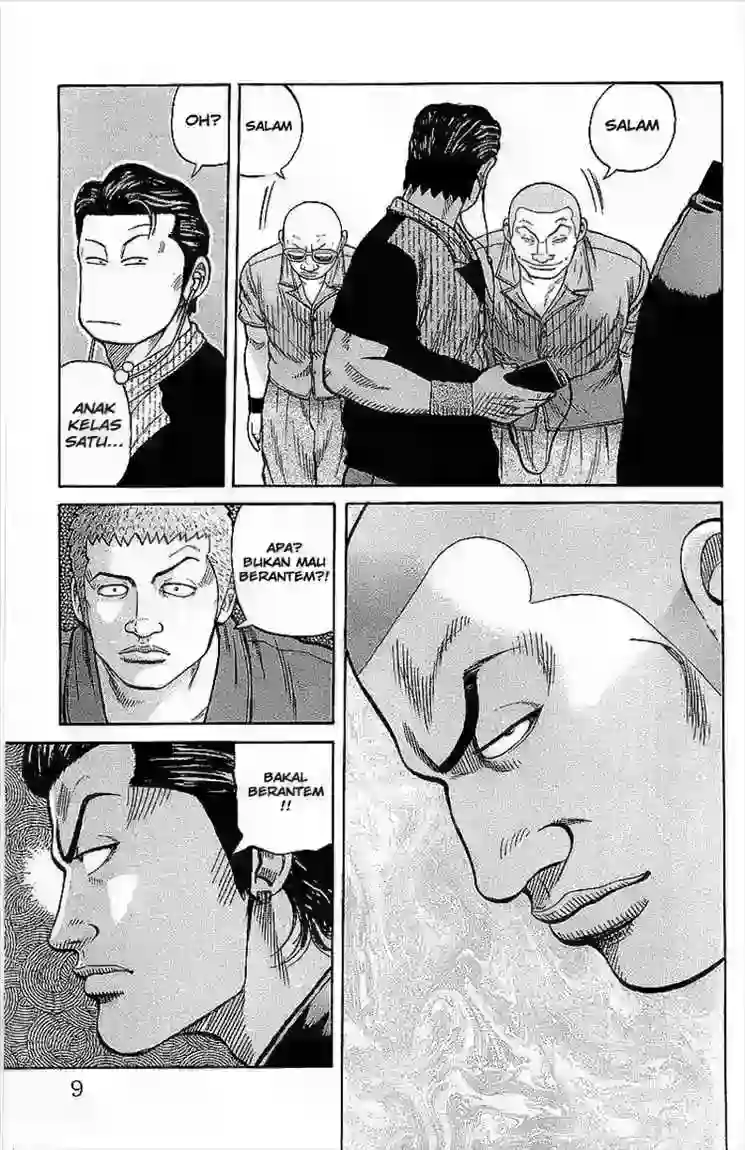 SALAM
SALAM
OH?
ANAK
KELAS
SATU...
APA?
BUKAN MAU
BERANTEM?!
BAKAL
BERANTEM
!!
9